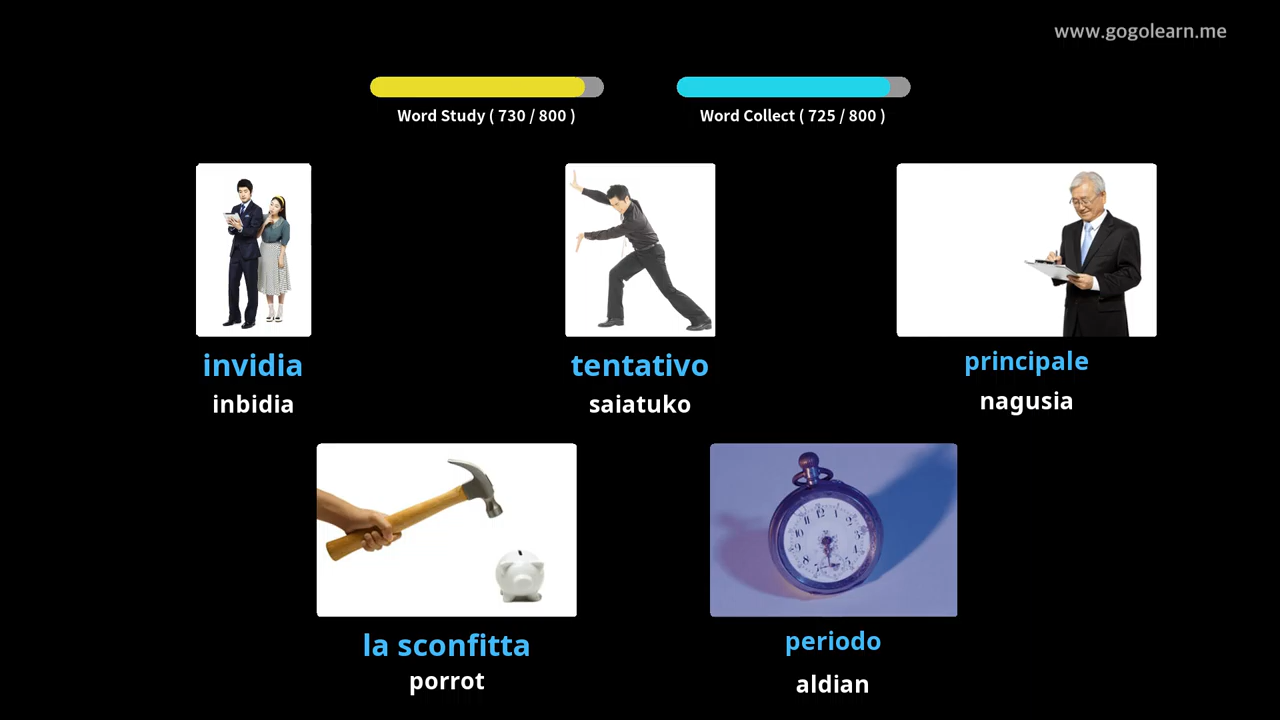 www.gogolearn.me
Word Study ( 730 / 800 )
Word Collect ( 725 / 800 )
invidia
inbidia
tentativo
saiatuko
principale
nagusia
la sconfitta
porrot
periodo
aldian